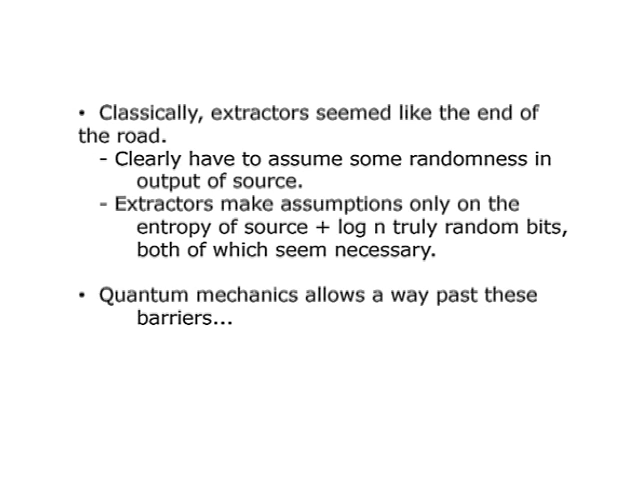 • Classically, extractors seemed like the end of
the road.
- Clearly have to assume some randomness in
output of source.
- Extractors make assumptions only on the
entropy of source + log n truly random bits,
both of which seem necessary.
• Quantum mechanics allows a way past these
barriers...